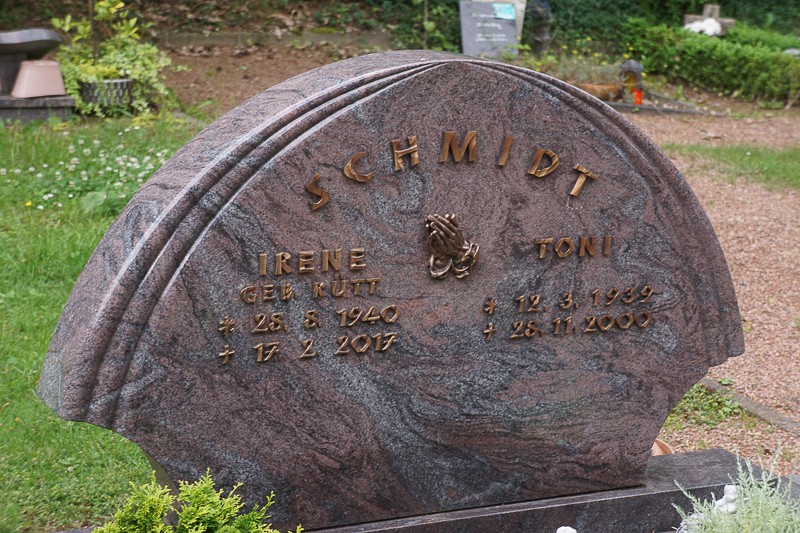 SCHMIDT
IRENE
GEB. KÜTT
* 28. 8. 1940
+ 17. 2. 2017
TONI
* 12. 3. 1939
+ 28. 11. 2000